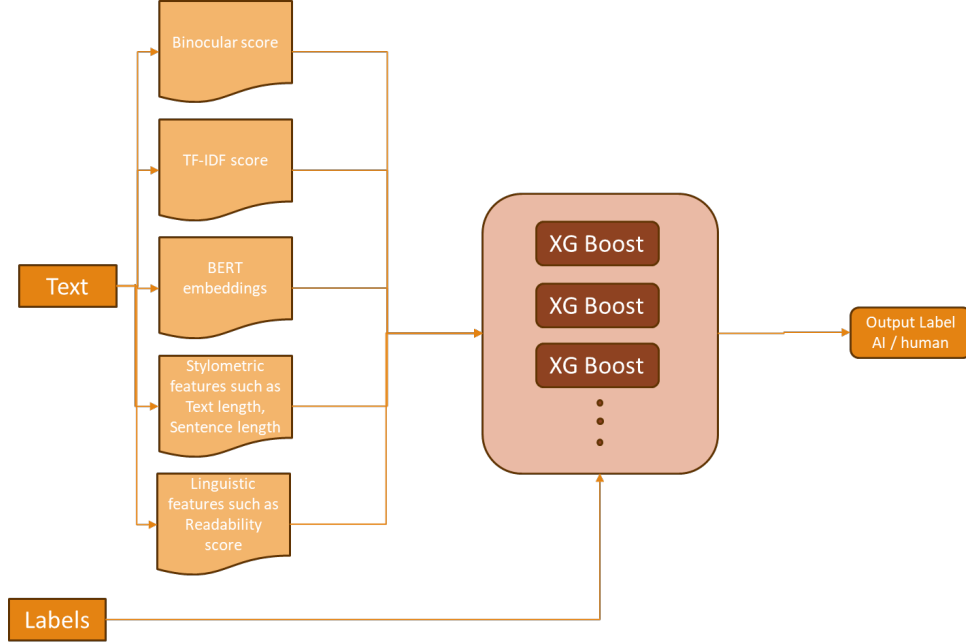 Binocular score
TF-IDF score
BERT
embeddings
Stylometric
features such as
Text length,
Sentence length
Linguistic
features such as
Readability
score
Text
Labels
XG Boost
XG Boost
XG Boost
Output Label
AI / human